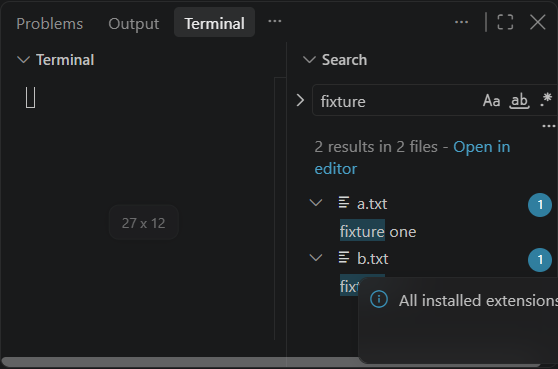 Problems Output Terminal ···
Terminal
27 x 12
Search
fixture Aa ab .*
2 results in 2 files - Open in
editor
a.txt 1
fixture one
b.txt 1
All installed extensions